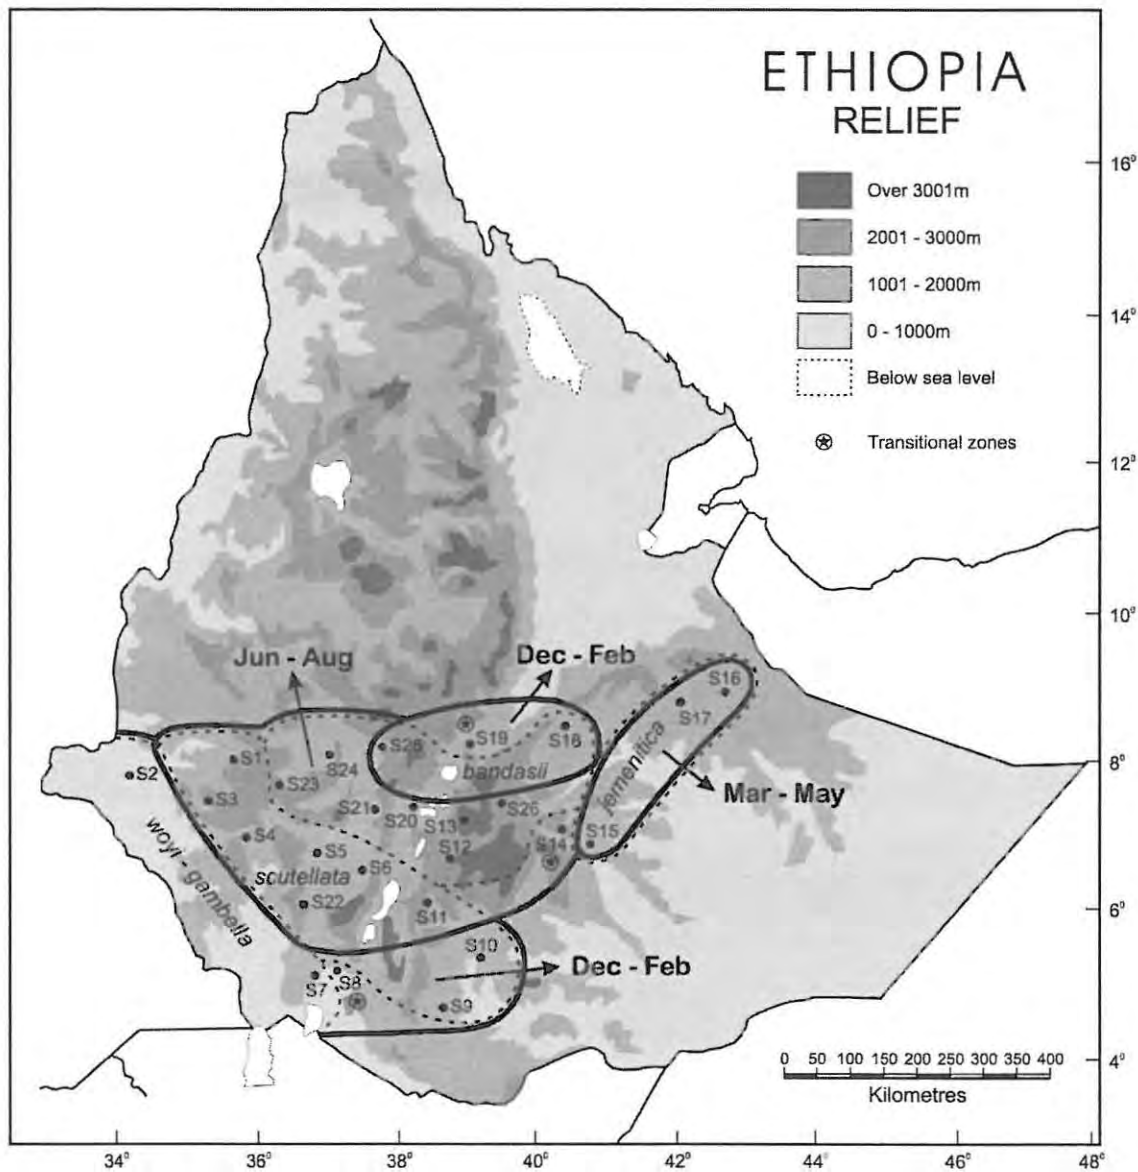 ETHIOPIA
RELIEF
Over 3001m
2001 - 3000m
1001 - 2000m
0 - 1000m
Below sea level
Transitional zones
16°
14°
12°
10°
8°
6°
4°
Jun - Aug
Dec - Feb
S16
S17
S19
S18
S28
bandasii
jemenitica
Mar - May
S1
S2
S24
S23
S3
S21
S20
S26
S13
S4
S14
S15
S12
S5
S6
scutellata
S22
S11
woyi - gambella
S10
Dec - Feb
S7
S8
S9
0 50 100 150 200 250 300 350 400
Kilometres
34° 36° 38° 40° 42° 44° 46° 48°